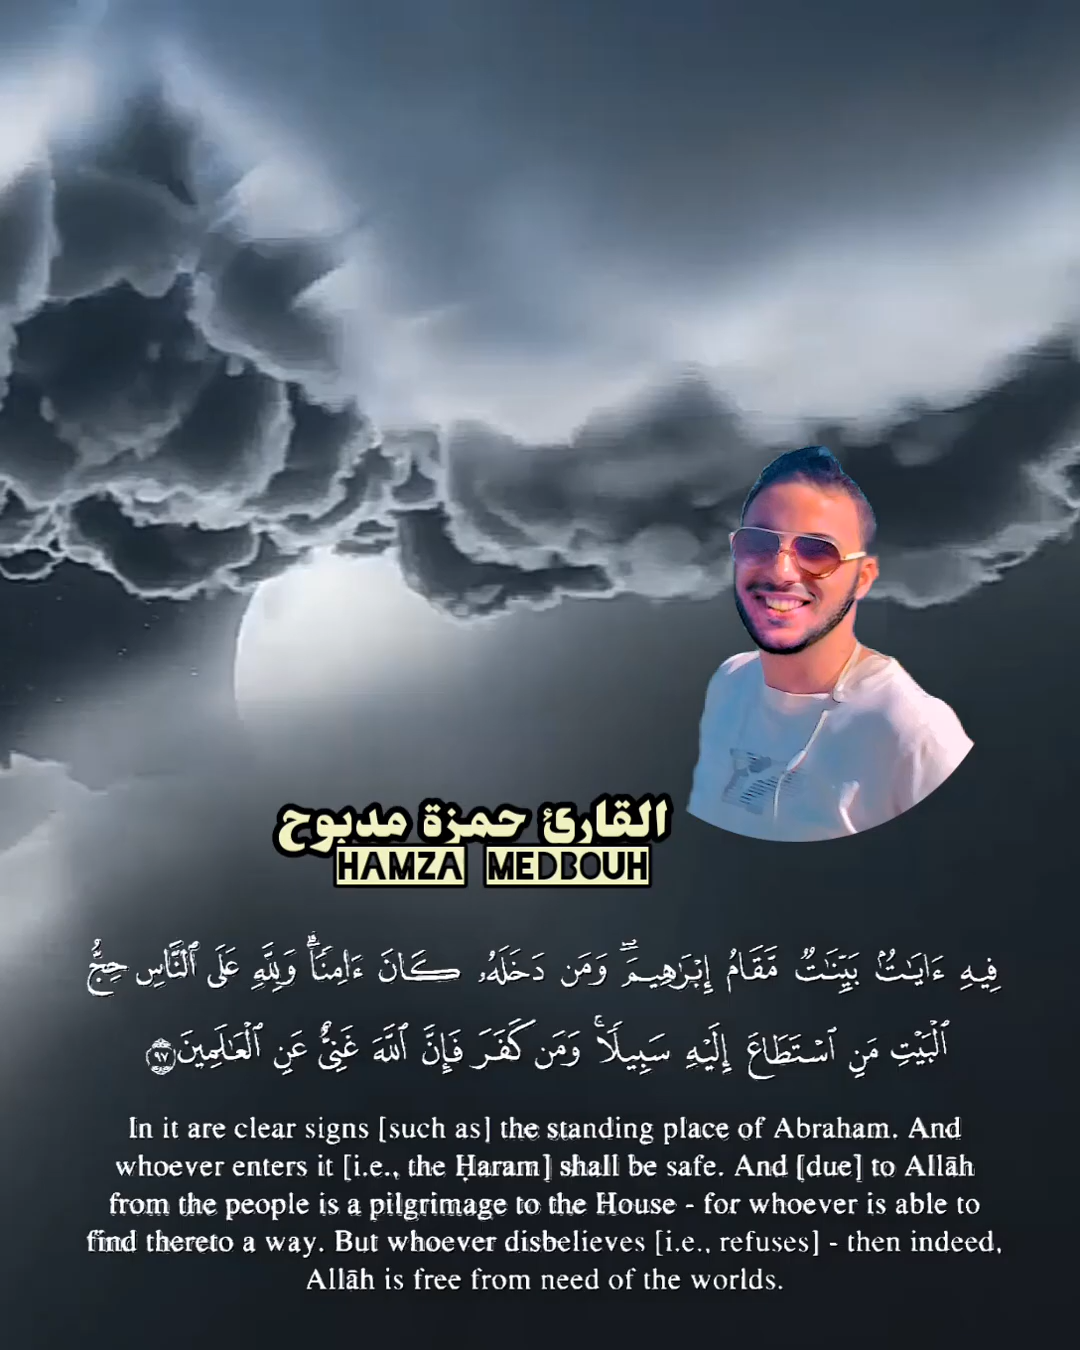 القارئ حمزة مدبوح
HAMZA MEDBOUH
فِيهِ ءَايَٰتُۢ بَيِّنَٰتٞ مَّقَامُ إِبۡرَٰهِيمَۖ وَمَن دَخَلَهُۥ كَانَ ءَامِنٗاۗ وَلِلَّهِ عَلَى ٱلنَّاسِ حِجُّ
ٱلۡبَيۡتِ مَنِ ٱسۡتَطَاعَ إِلَيۡهِ سَبِيلٗاۚ وَمَن كَفَرَ فَإِنَّ ٱللَّهَ غَنِيٌّ عَنِ ٱلۡعَٰلَمِينَ ٩٧
In it are clear signs [such as] the standing place of Abraham. And
whoever enters it [i.e., the Ḥaram] shall be safe. And [due] to Allāh
from the people is a pilgrimage to the House - for whoever is able to
find thereto a way. But whoever disbelieves [i.e., refuses] - then indeed,
Allāh is free from need of the worlds.